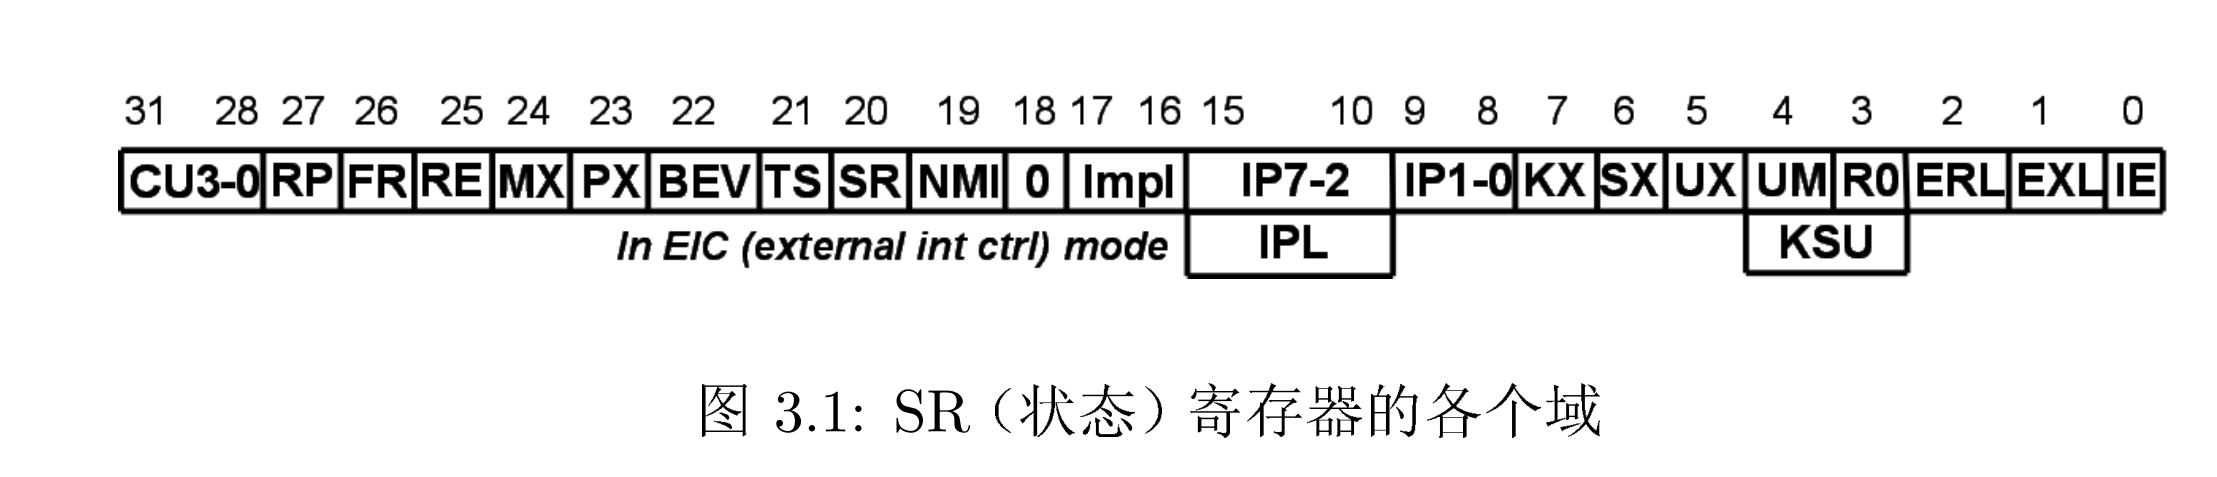 31 28 27 26 25 24 23 22 21 20 19 18 17 16 15 10 9 8 7 6 5 4 3 2 1 0
CU3-0 RP FR RE MX PX BEV TS SR NMI 0 Impl IP7-2 IP1-0 KX SX UX UM R0 ERL EXL IE
In EIC (external int ctrl) mode IPL KSU
图 3.1: SR（状态）寄存器的各个域